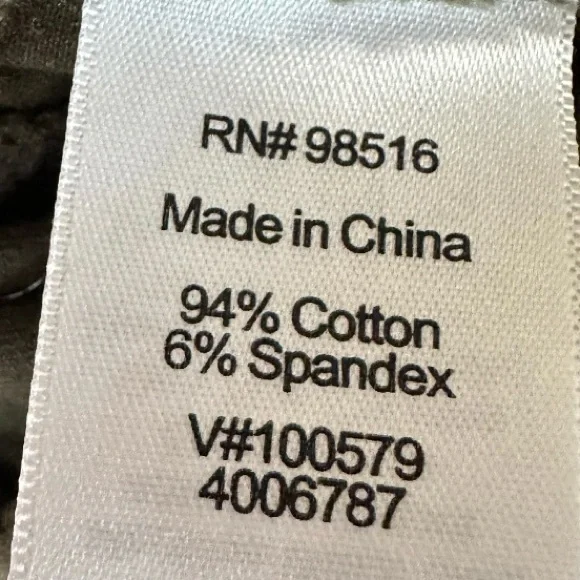 RN# 98516
Made in China
94% Cotton
6% Spandex
V#100579
4006787